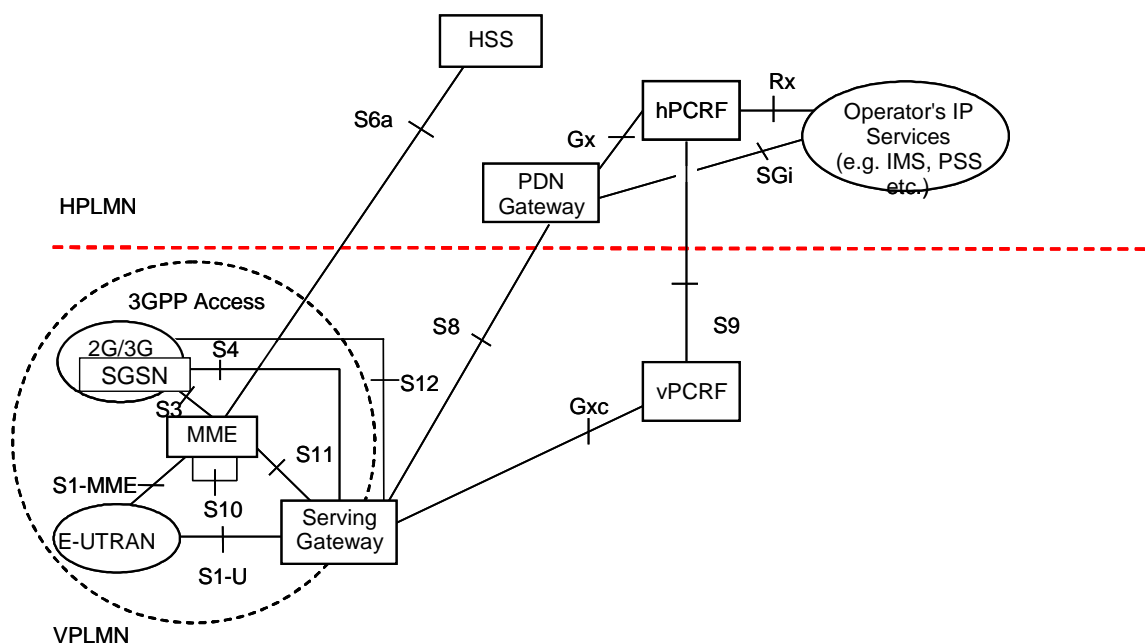 HSS
Rx
hPCRF
Operator's IP
Services
(e.g. IMS, PSS
etc.)
S6a
Gx
SGi
PDN
Gateway
HPLMN
3GPP Access
2G/3G
SGSN
S4
S8
S9
S12
S3
vPCRF
Gxc
MME
S11
S1-MME
S10
E-UTRAN
Serving
Gateway
S1-U
VPLMN